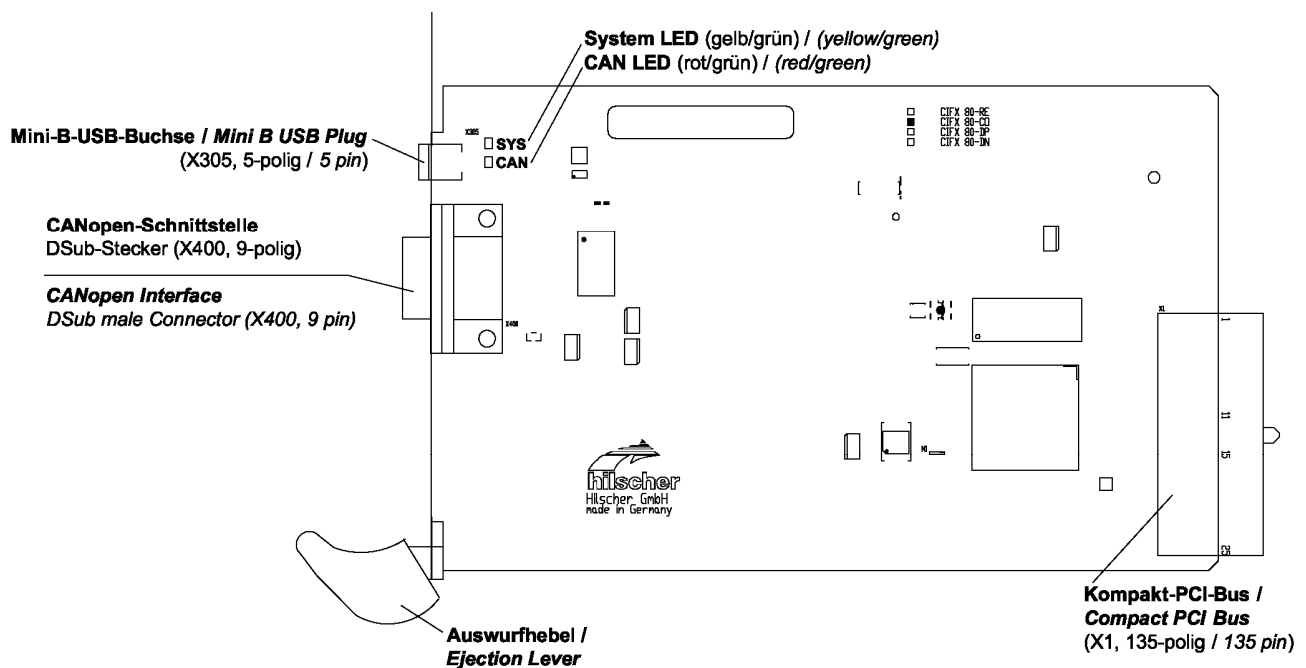 System LED (gelb/grün) / (yellow/green)
CAN LED (rot/grün) / (red/green)
Mini-B-USB-Buchse / Mini B USB Plug
(X305, 5-polig / 5 pin)
X305
SYS
CAN
CIFX 80-RE
CIFX 80-CO
CIFX 80-DP
CIFX 80-DN
CANopen-Schnittstelle
DSub-Stecker (X400, 9-polig)
CANopen Interface
DSub male Connector (X400, 9 pin)
X400
X1
1
11
15
25
N1
hilscher
Hilscher GmbH
made in Germany
Kompakt-PCI-Bus /
Compact PCI Bus
(X1, 135-polig / 135 pin)
Auswurfhebel /
Ejection Lever